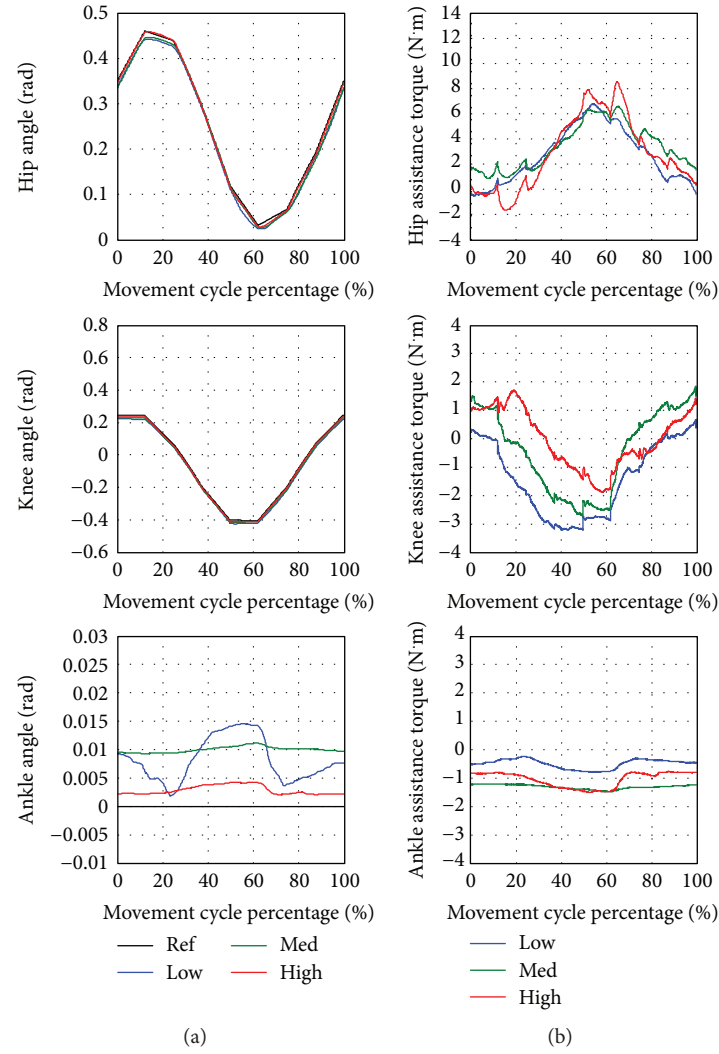 0.5
0.4
0.3
0.2
0.1
0
Hip angle (rad)
0 20 40 60 80 100
Movement cycle percentage (%)
14
12
10
8
6
4
2
0
−2
−4
Hip assistance torque (N·m)
0 20 40 60 80 100
Movement cycle percentage (%)
0.8
0.6
0.4
0.2
0
−0.2
−0.4
−0.6
Knee angle (rad)
0 20 40 60 80 100
Movement cycle percentage (%)
4
3
2
1
0
−1
−2
−3
−4
Knee assistance torque (N·m)
0 20 40 60 80 100
Movement cycle percentage (%)
0.03
0.025
0.02
0.015
0.010
0.005
0
−0.005
−0.01
Ankle angle (rad)
0 20 40 60 80 100
Movement cycle percentage (%)
4
3
2
1
0
−1
−2
−3
−4
Ankle assistance torque (N·m)
0 20 40 60 80 100
Movement cycle percentage (%)
Ref Med
Low High
Low
Med
High
(a)
(b)